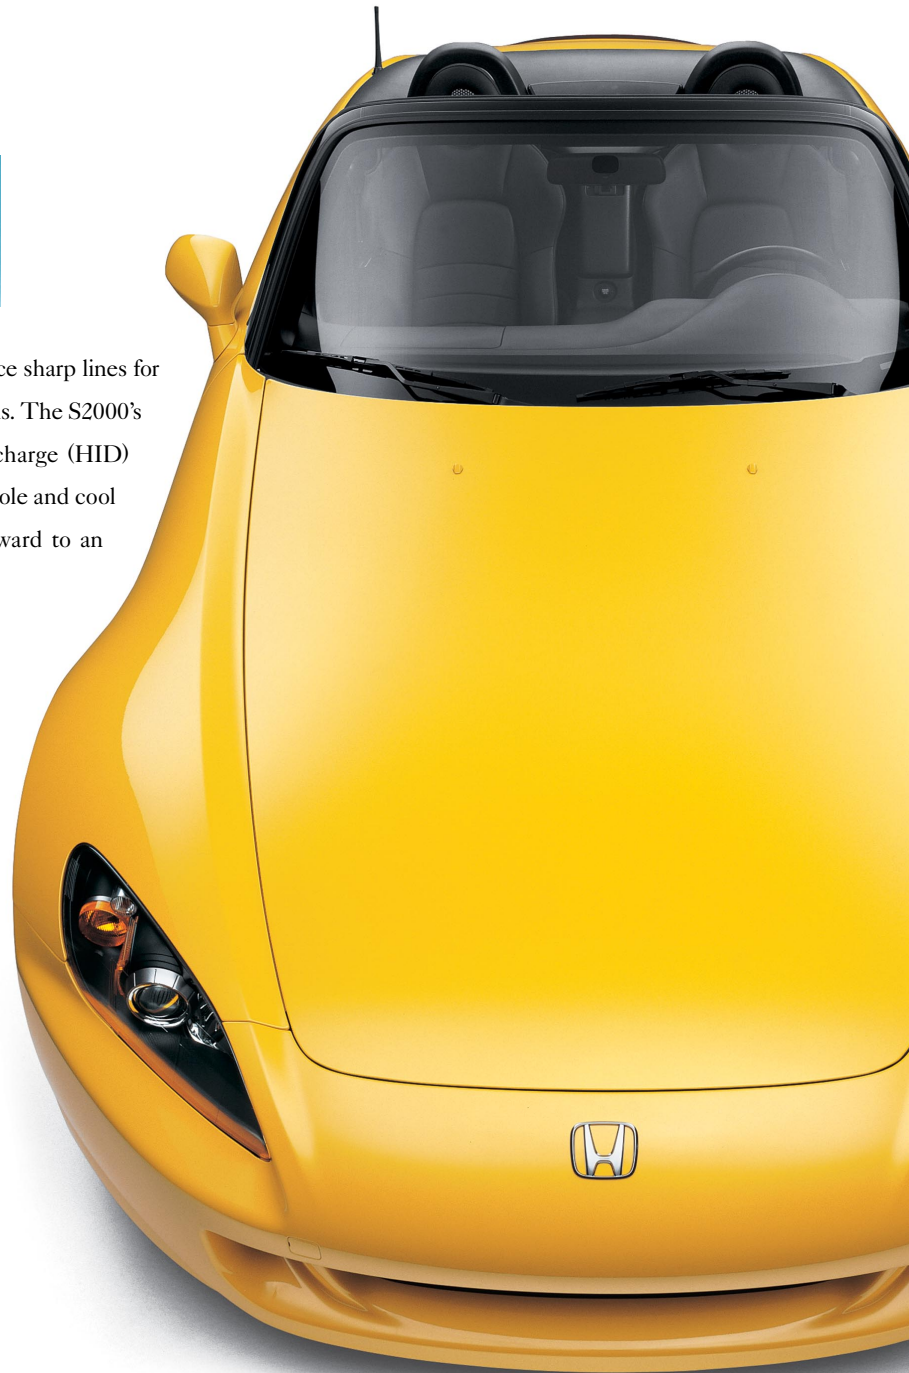 ce sharp lines for
s. The S2000’s
charge (HID)
ole and cool
ward to an